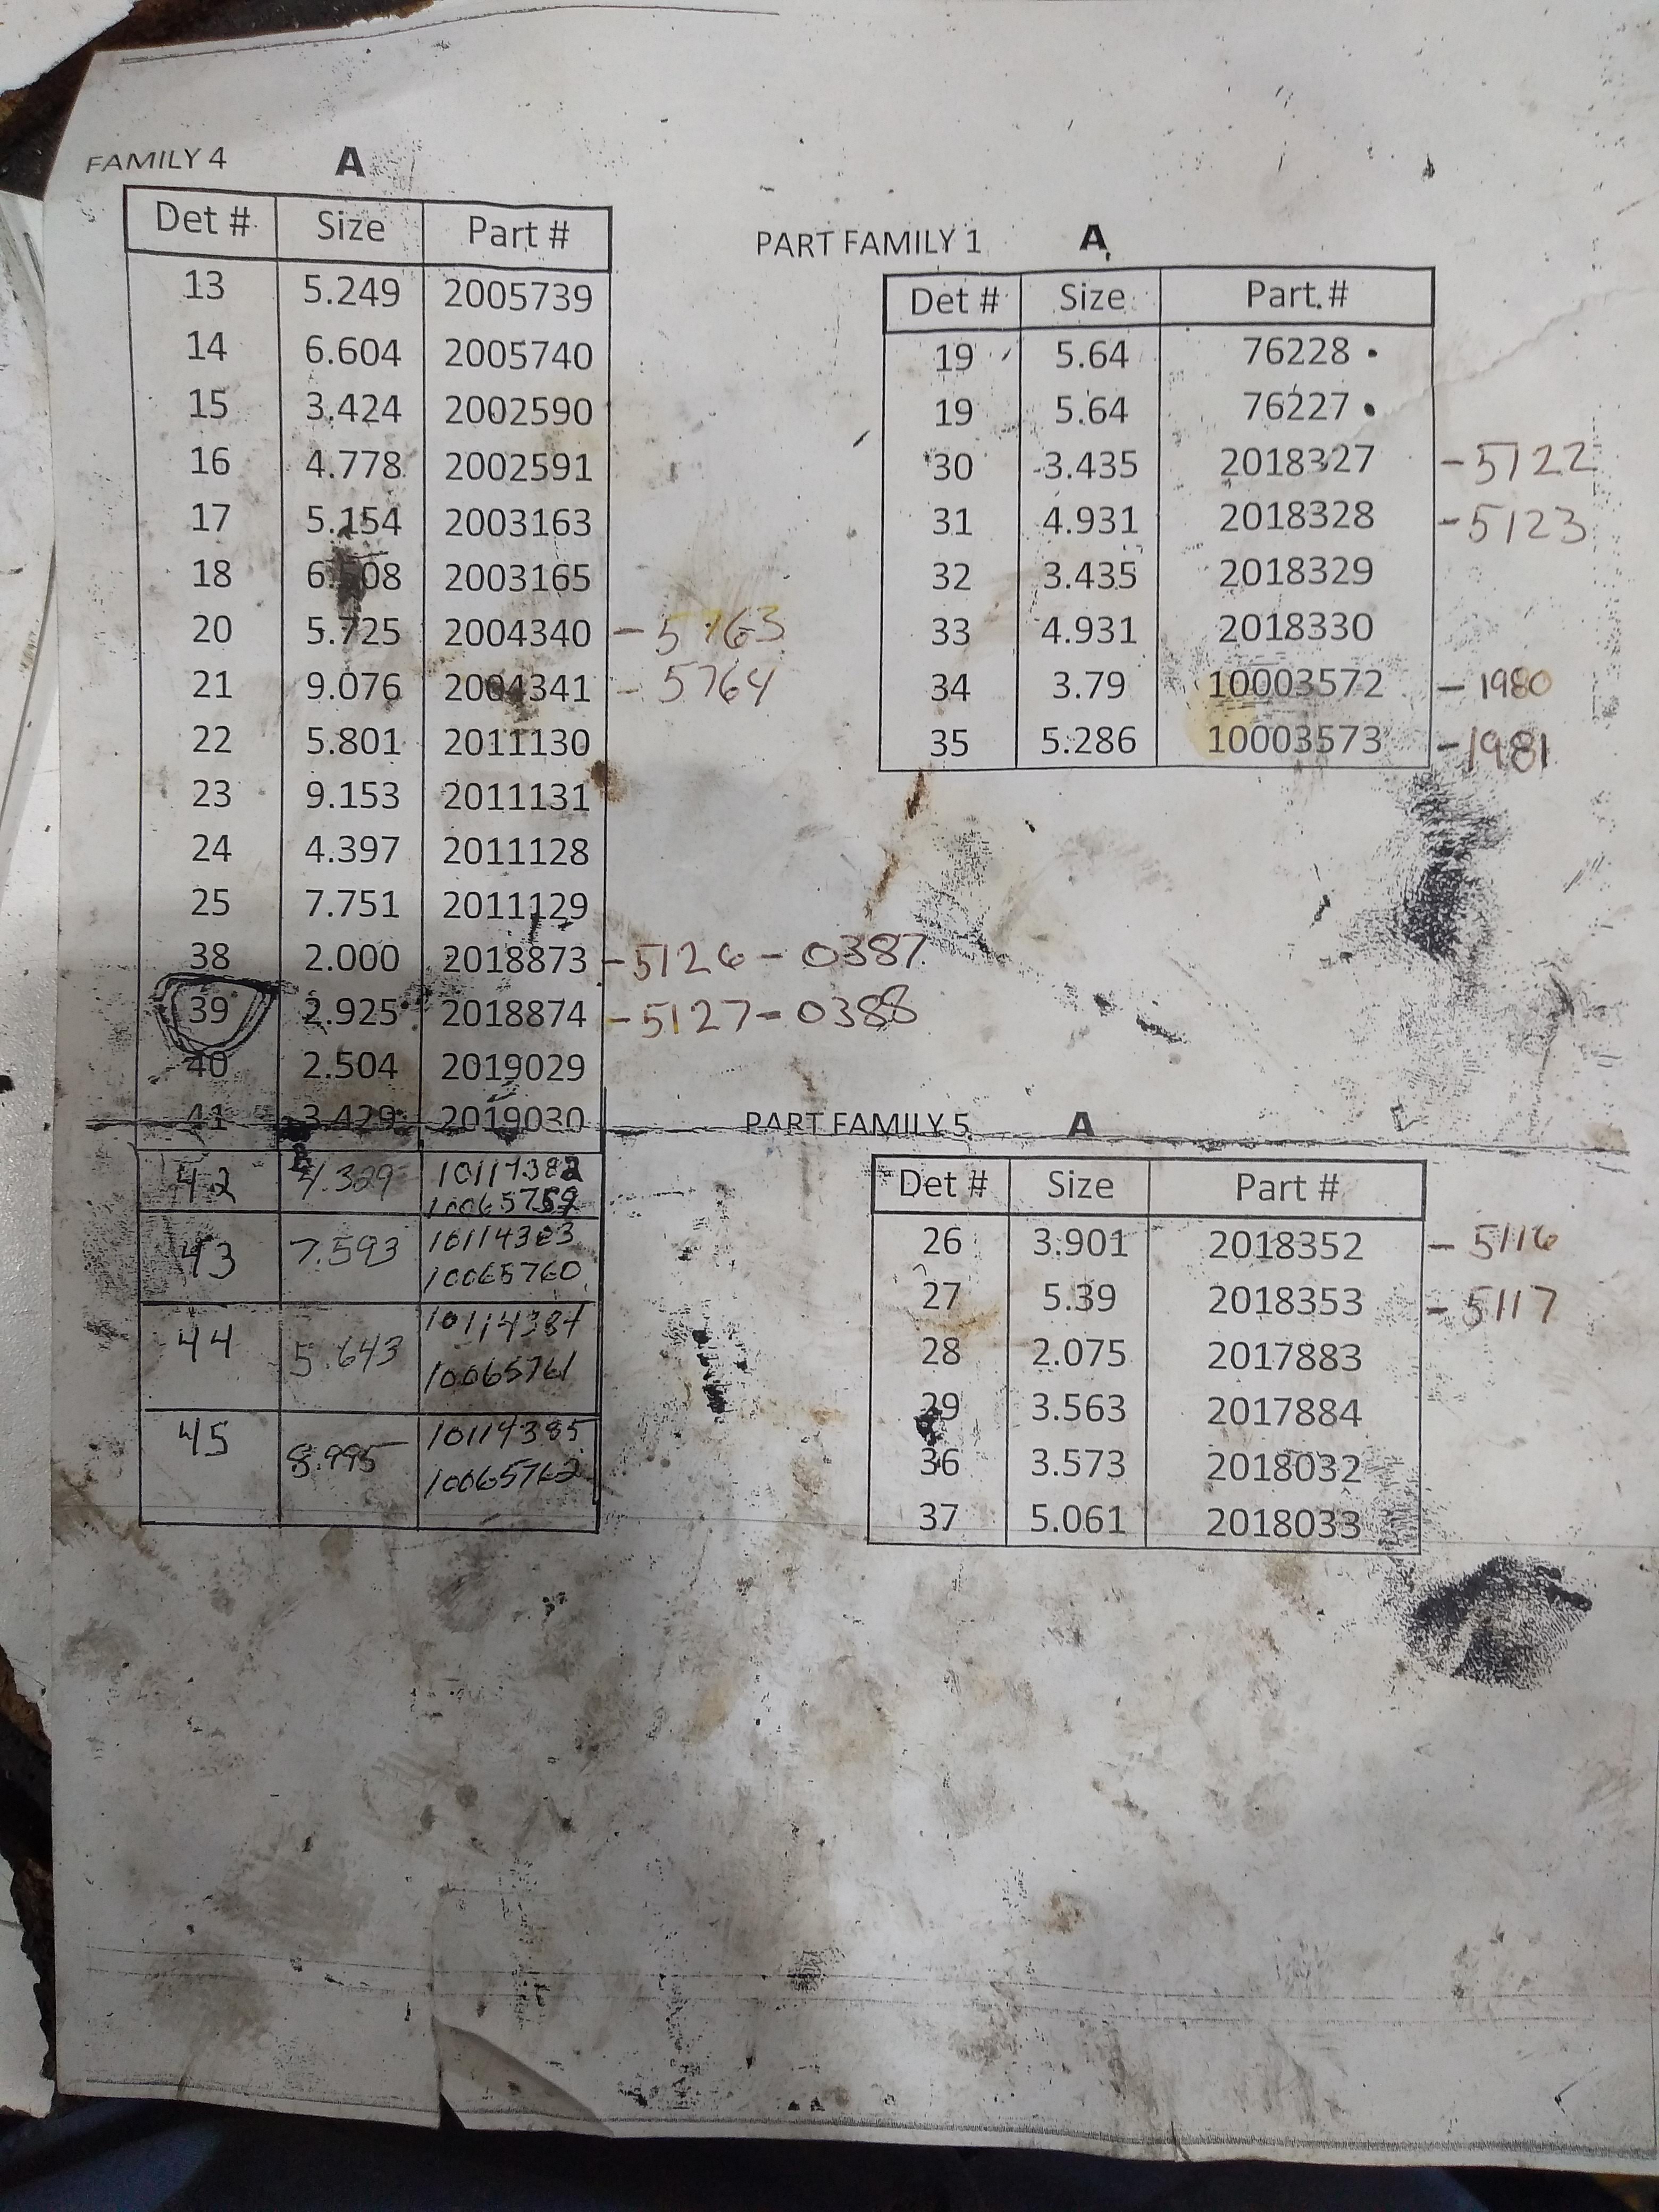 FAMILY 4 A
Det # Size Part #
13 5.249 2005739
14 6.604 2005740
15 3.424 2002590
16 4.778 2002591
17 5.154 2003163
18 2003165
20 5.725 2004340 - 5763
21 9.076 2004341 - 5764
22 5.801 2011130
23 9.153 2011131
24 4.397 2011128
25 7.751 2011129
38 2.000 2018873 - 5126 - 0387
39 2.925 2018874 - 5127 - 0388
40 2.504 2019029
41 3.429 2019030
42
43 7.593
10065760
44 5.643 10114384
10065761
45 8.995 10114385
10065762
PART FAMILY 1 A
Det # Size Part #
19 5.64 76228
19 5.64 76227
30 3.435 2018327 - 5122
31 4.931 2018328 - 5123
32 3.435 2018329
33 4.931 2018330
34 3.79 10003572 - 1980
35 5.286 10003573 - 1981
PART FAMILY 5 A
Det # Size Part #
26 3.901 2018352 - 5116
27 5.39 2018353 - 5117
28 2.075 2017883
29 3.563 2017884
36 3.573 2018032
37 5.061 2018033